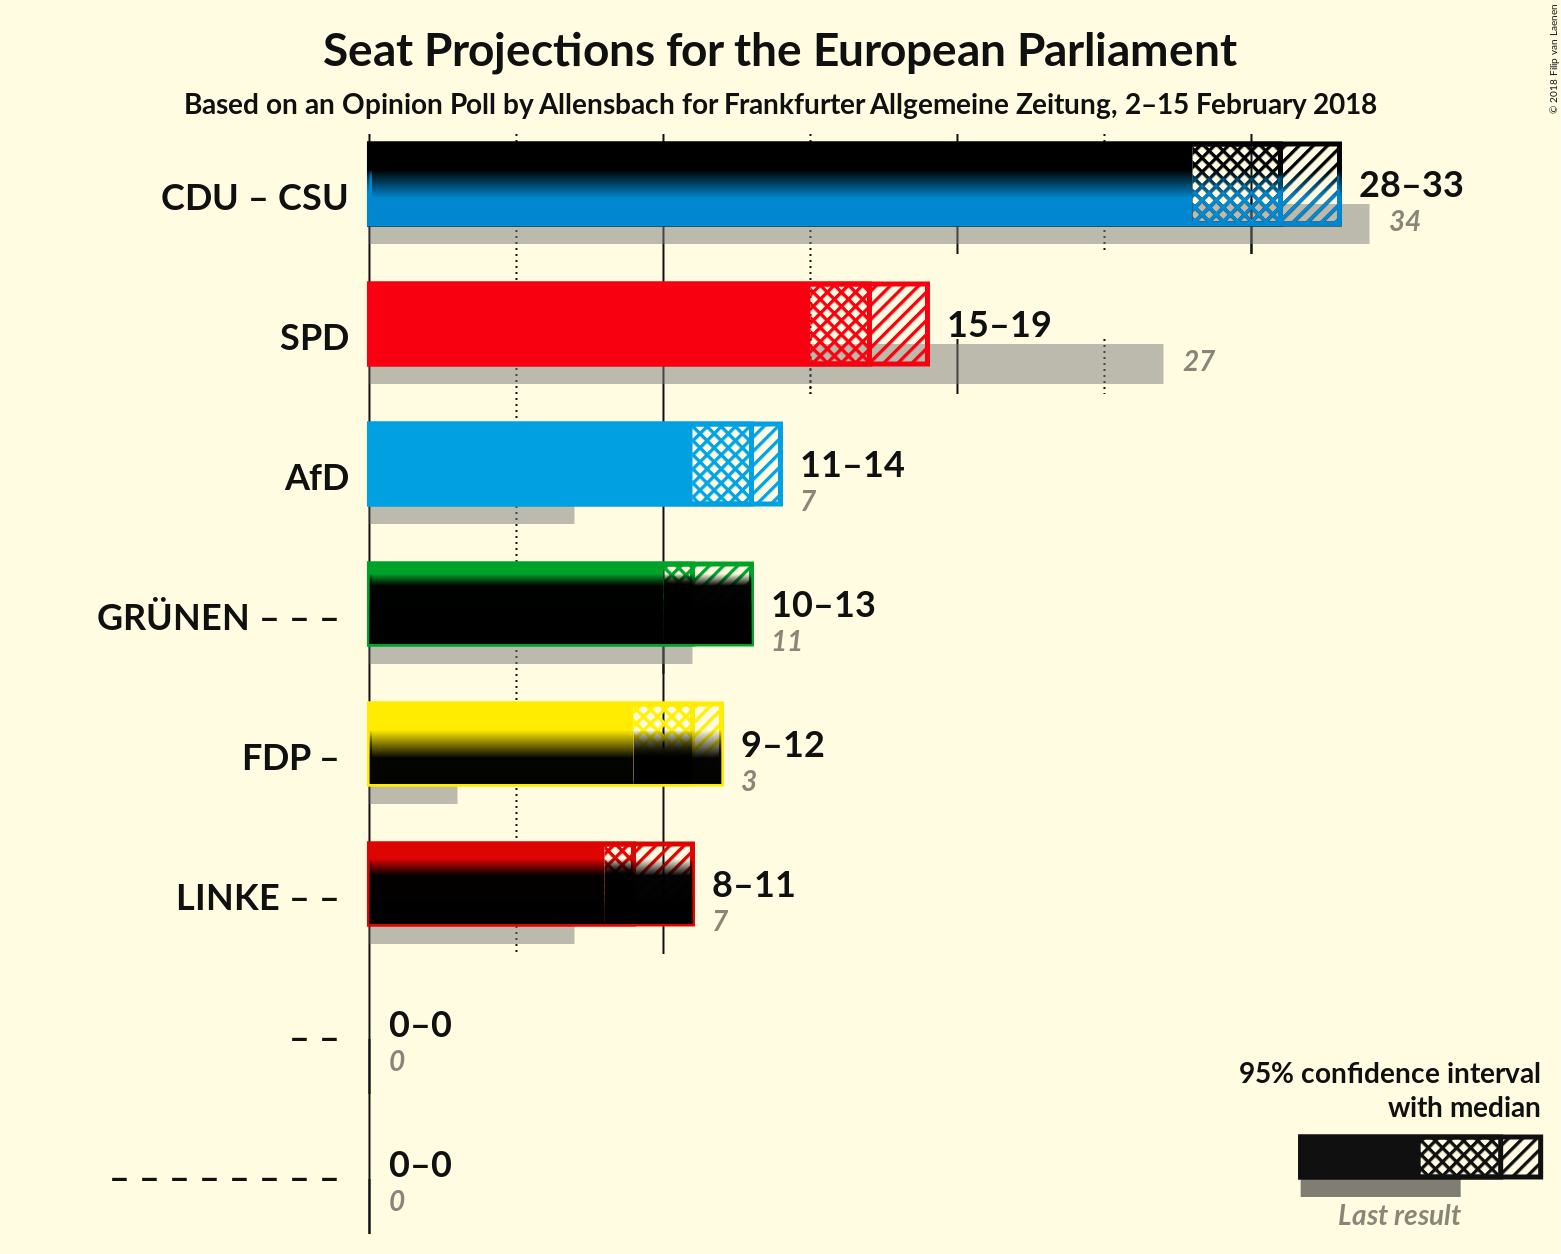 Seat Projections for the European Parliament
Based on an Opinion Poll by Allensbach for Frankfurter Allgemeine Zeitung, 2–15 February 2018
© 2018 Filip van Laenen
CDU – CSU
28–33
34
SPD
15–19
27
AfD
11–14
7
GRÜNEN – – –
10–13
11
FDP –
9–12
3
LINKE – –
8–11
7
– –
0–0
0
– – – – – – – –
0–0
0
95% confidence interval
with median
Last result